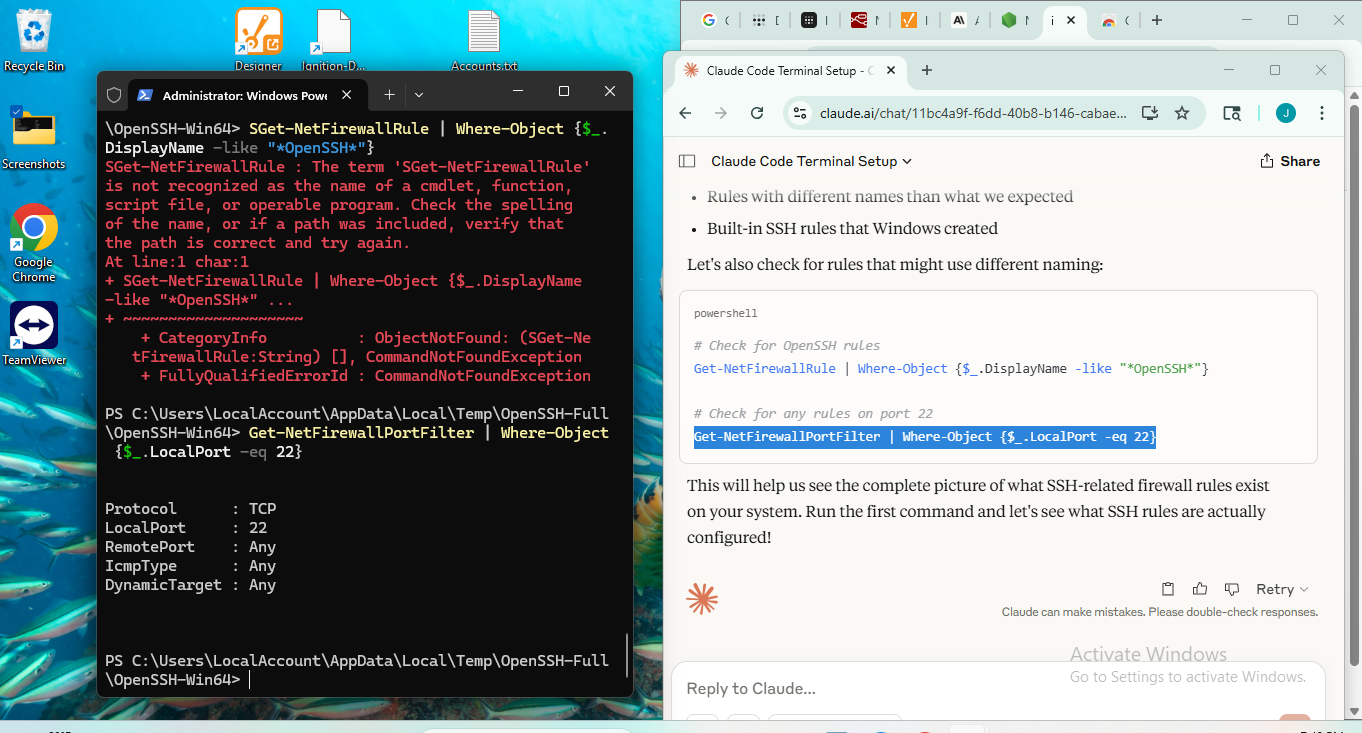 Recycle Bin
Designer
Ignition-D...
Accounts.txt
Screenshots
Google
Chrome
TeamViewer
Administrator: Windows Powe
\OpenSSH-Win64> SGet-NetFirewallRule | Where-Object {$_.
DisplayName -like "*OpenSSH*"}
SGet-NetFirewallRule : The term 'SGet-NetFirewallRule'
is not recognized as the name of a cmdlet, function,
script file, or operable program. Check the spelling
of the name, or if a path was included, verify that
the path is correct and try again.
At line:1 char:1
+ SGet-NetFirewallRule | Where-Object {$_.DisplayName
-like "*OpenSSH*" ...
+ ~~~~~~~~~~~~~~~~~~~~
+ CategoryInfo : ObjectNotFound: (SGet-Ne
tFirewallRule:String) [], CommandNotFoundException
+ FullyQualifiedErrorId : CommandNotFoundException
PS C:\Users\LocalAccount\AppData\Local\Temp\OpenSSH-Full
\OpenSSH-Win64> Get-NetFirewallPortFilter | Where-Object
{$_.LocalPort -eq 22}
Protocol : TCP
LocalPort : 22
RemotePort : Any
IcmpType : Any
DynamicTarget : Any
PS C:\Users\LocalAccount\AppData\Local\Temp\OpenSSH-Full
\OpenSSH-Win64>
Claude Code Terminal Setup - C
claude.ai/chat/11bc4a9f-f6dd-40b8-b146-cabae...
J
Claude Code Terminal Setup
Share
• Rules with different names than what we expected
• Built-in SSH rules that Windows created
Let's also check for rules that might use different naming:
powershell
# Check for OpenSSH rules
Get-NetFirewallRule | Where-Object {$_.DisplayName -like "*OpenSSH*"}
# Check for any rules on port 22
Get-NetFirewallPortFilter | Where-Object {$_.LocalPort -eq 22}
This will help us see the complete picture of what SSH-related firewall rules exist
on your system. Run the first command and let's see what SSH rules are actually
configured!
Retry
Claude can make mistakes. Please double-check responses.
Activate Windows
Go to Settings to activate Windows.
Reply to Claude...